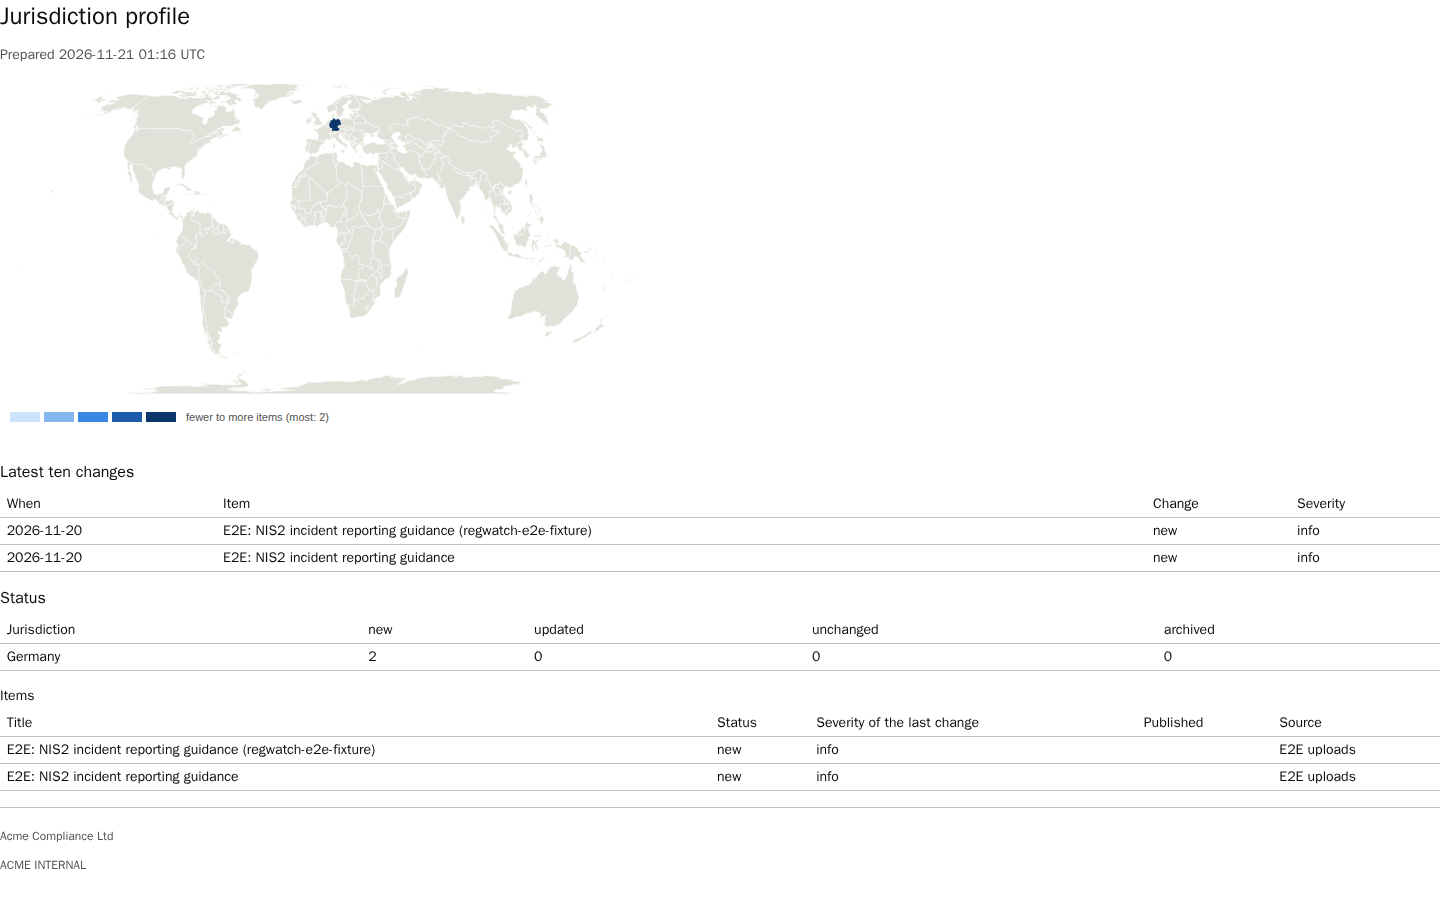 Jurisdiction profile
Prepared 2026-11-21 01:16 UTC
fewer to more items (most: 2)
Latest ten changes
When Item Change Severity
2026-11-20 E2E: NIS2 incident reporting guidance (regwatch-e2e-fixture) new info
2026-11-20 E2E: NIS2 incident reporting guidance new info
Status
Jurisdiction new updated unchanged archived
Germany 2 0 0 0
Items
Title Status Severity of the last change Published Source
E2E: NIS2 incident reporting guidance (regwatch-e2e-fixture) new info E2E uploads
E2E: NIS2 incident reporting guidance new info E2E uploads
Acme Compliance Ltd
ACME INTERNAL